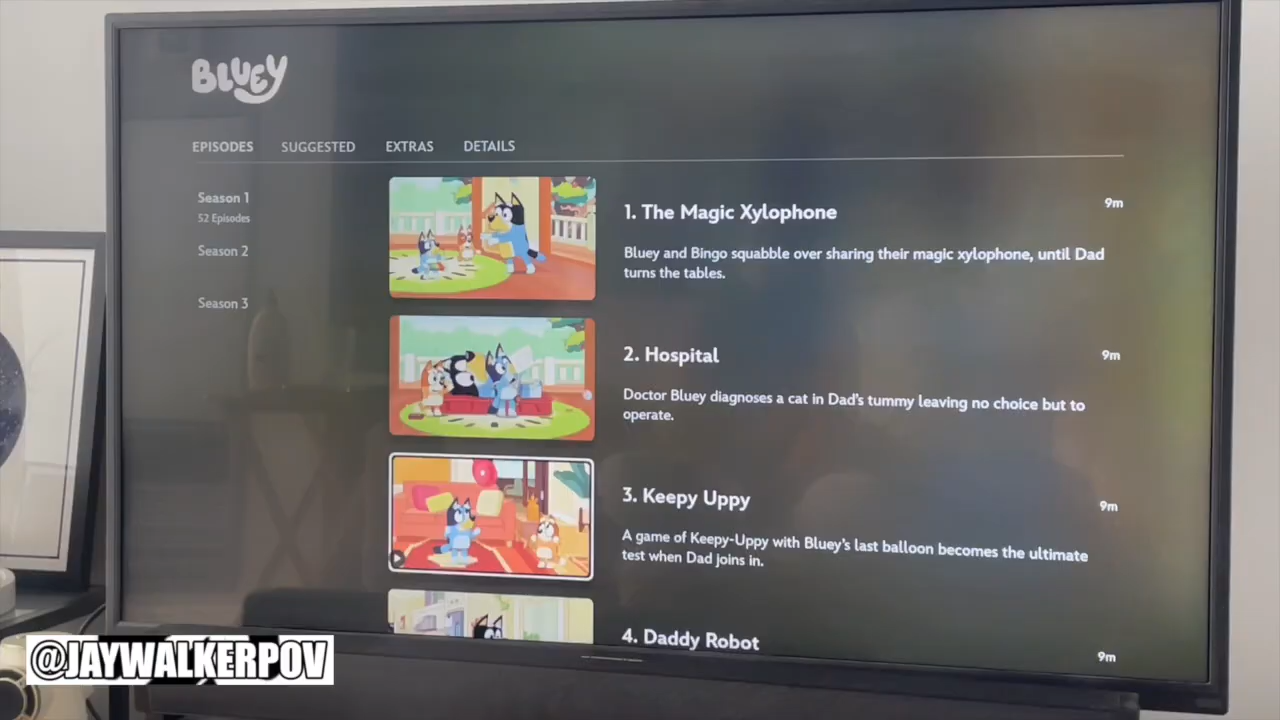 BLUEY
EPISODES SUGGESTED EXTRAS DETAILS
Season 1
52 Episodes
Season 2
Season 3
1. The Magic Xylophone
9m
Bluey and Bingo squabble over sharing their magic xylophone, until Dad
turns the tables.
2. Hospital
9m
Doctor Bluey diagnoses a cat in Dad's tummy leaving no choice but to
operate.
3. Keepy Uppy
9m
A game of Keepy-Uppy with Bluey's last balloon becomes the ultimate
test when Dad joins in.
4. Daddy Robot
9m
@JAYWALKERPOV